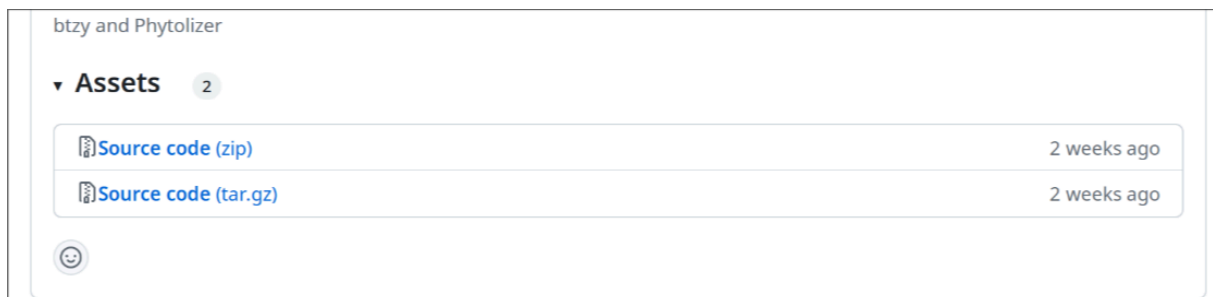 btzy and Phytolizer
Assets 2
Source code (zip) 2 weeks ago
Source code (tar.gz) 2 weeks ago